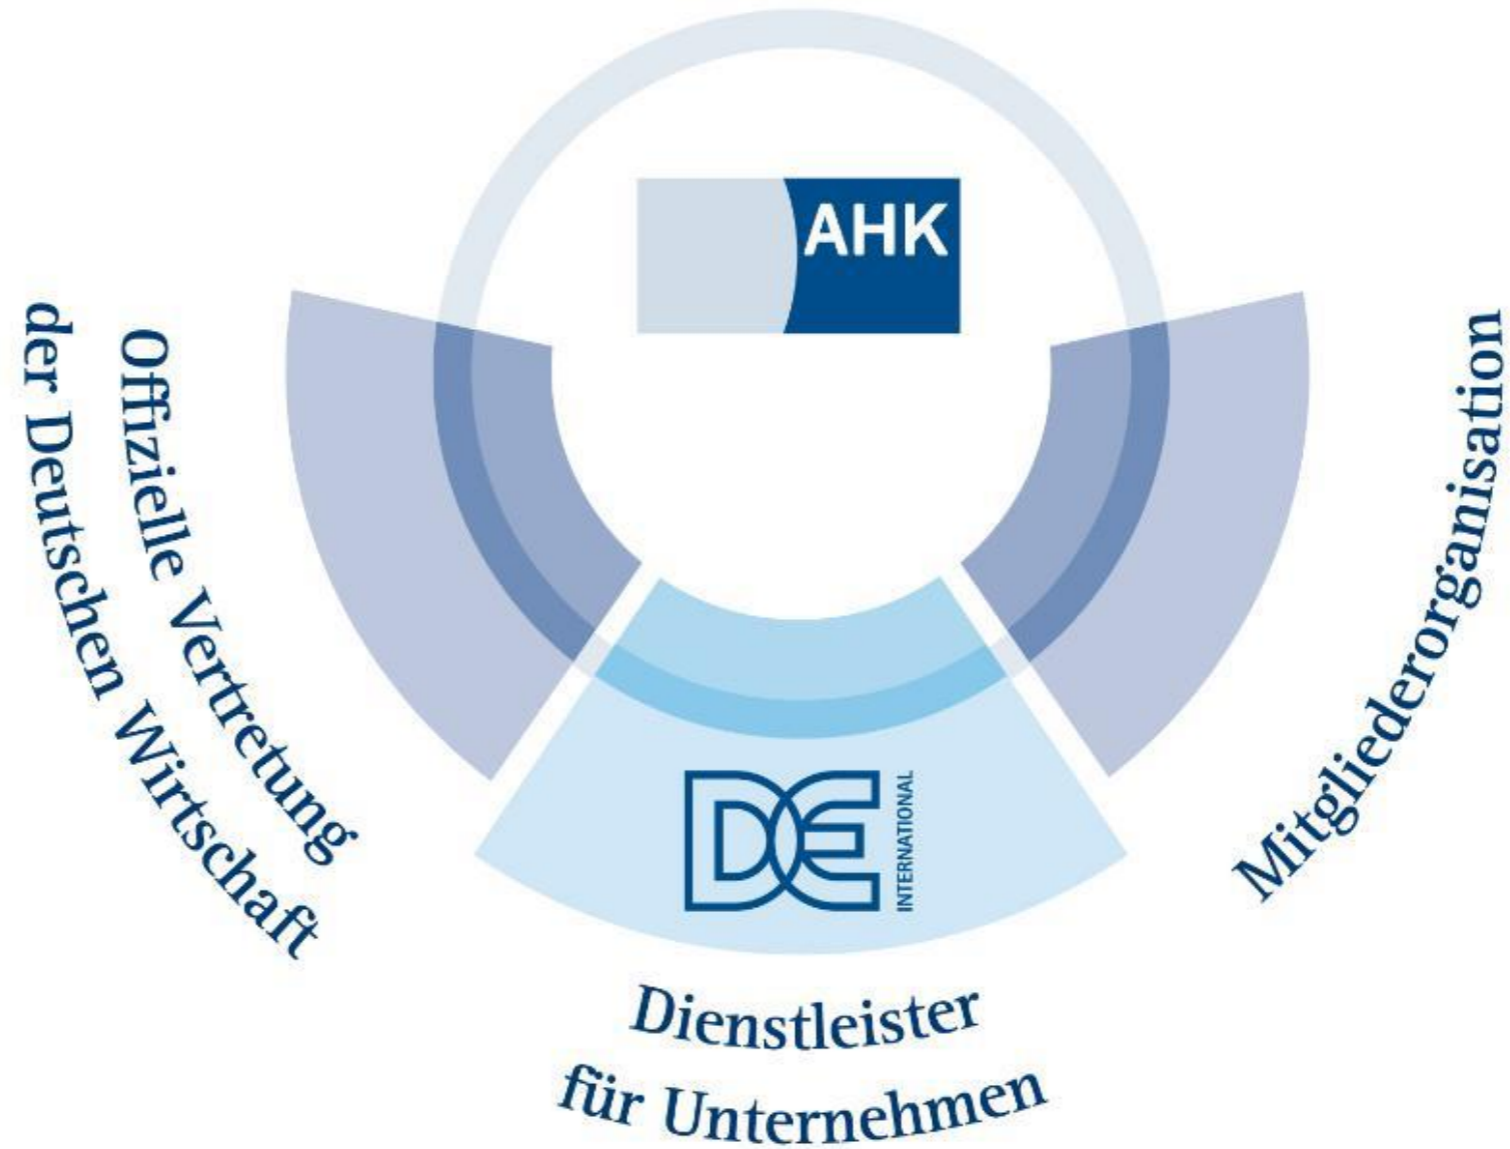 AHK
Offizielle Vertretung
der Deutschen Wirtschaft
Mitgliederorganisation
DE
INTERNATIONAL
Dienstleister
für Unternehmen